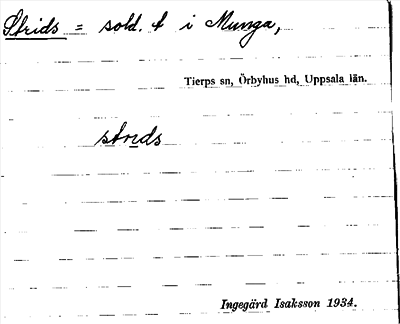 Strids = sold. t i Munga,
Tierps sn, Örbyhus hd, Uppsala län.
strids
Ingegärd Isaksson 1934.